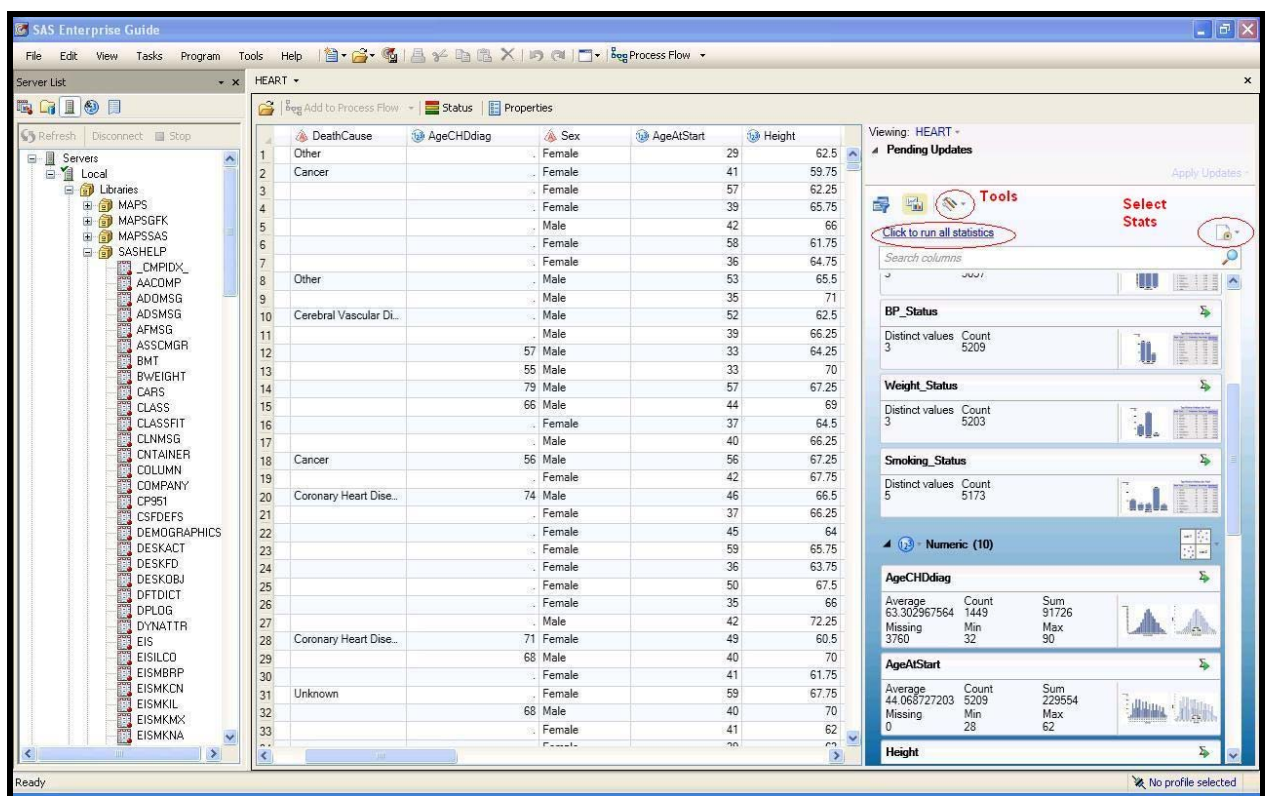 SAS Enterprise Guide
File Edit View Tasks Program Tools Help Process Flow
Server List
HEART
Add to Process Flow Status Properties
Refresh Disconnect Stop
Servers
Local
Libraries
MAPS
MAPSGFK
MAPSSAS
SASHELP
_CMPIDX_
AACOMP
ADOMSG
ADSMSG
AFMSG
ASSCMGR
BMT
BWEIGHT
CARS
CLASS
CLASSFIT
CLNMSG
CNTAINER
COLUMN
COMPANY
CP951
CSFDEFS
DEMOGRAPHICS
DESKACT
DESKFD
DESKOBJ
DFTDICT
DPLOG
DYNATTR
EIS
EISILCO
EISMBRP
EISMKCN
EISMKIL
EISMKMX
EISMKNA
DeathCause AgeCHDdiag Sex AgeAtStart Height
1 Other . Female 29 62.5
2 Cancer . Female 41 59.75
3 . Female 57 62.25
4 . Female 39 65.75
5 . Male 42 66
6 . Female 58 61.75
7 . Female 36 64.75
8 Other . Male 53 65.5
9 . Male 35 71
10 Cerebral Vascular Di... . Male 52 62.5
11 . Male 39 66.25
12 57 Male 33 64.25
13 55 Male 33 70
14 79 Male 57 67.25
15 66 Male 44 69
16 . Female 37 64.5
17 . Male 40 66.25
18 Cancer 56 Male 56 67.25
19 . Female 42 67.75
20 Coronary Heart Dise... 74 Male 46 66.5
21 . Female 37 66.25
22 . Female 45 64
23 . Female 59 65.75
24 . Female 36 63.75
25 . Female 50 67.5
26 . Female 35 66
27 . Male 42 72.25
28 Coronary Heart Dise... 71 Female 49 60.5
29 68 Male 40 70
30 . Female 41 61.75
31 Unknown . Female 59 67.75
32 68 Male 40 70
33 . Female 41 62
Viewing: HEART
Pending Updates
Apply Updates
Tools
Select
Stats
Click to run all statistics
Search columns
BP_Status
Distinct values Count
3 5209
Weight_Status
Distinct values Count
3 5203
Smoking_Status
Distinct values Count
5 5173
Numeric (10)
AgeCHDdiag
Average Count Sum
63.302967564 1449 91726
Missing Min Max
3760 32 90
AgeAtStart
Average Count Sum
44.068727203 5209 229554
Missing Min Max
0 28 62
Height
Ready
No profile selected